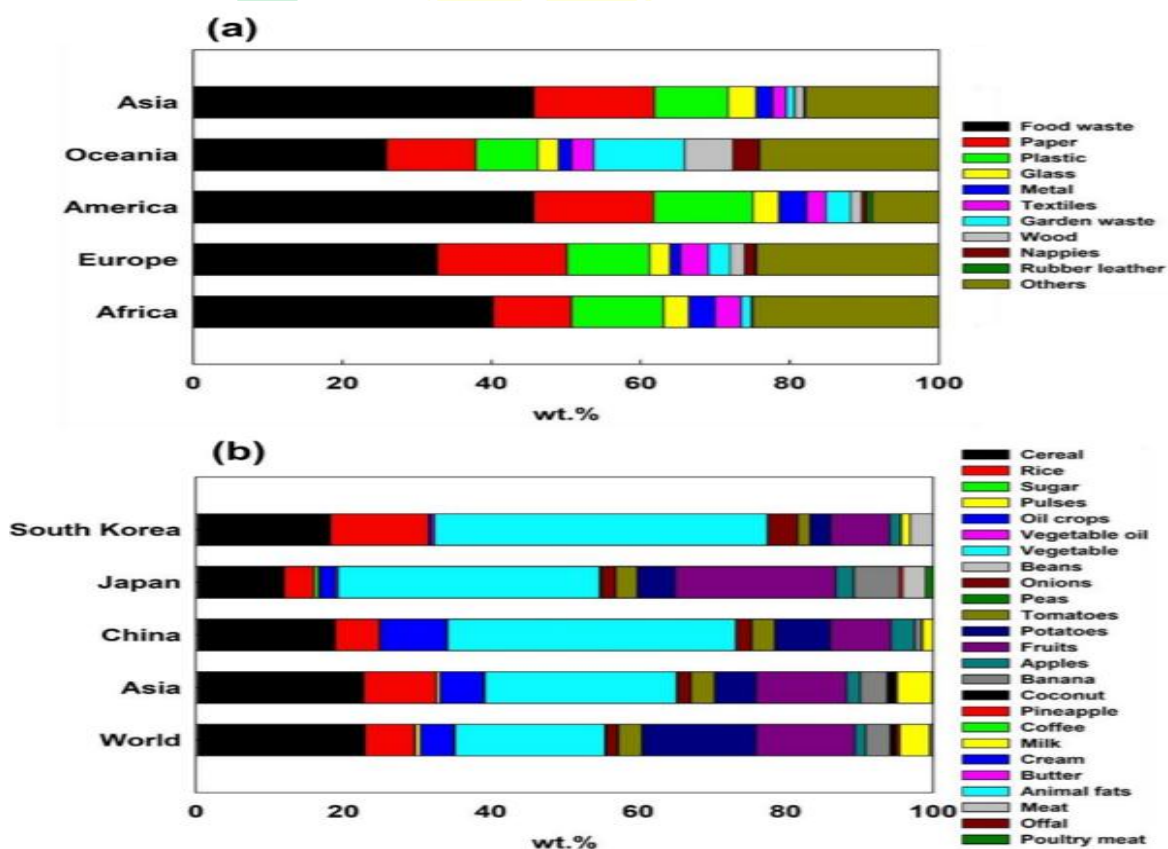 (a)
Asia
Oceania
America
Europe
Africa
0 20 40 60 80 100
wt.%
Food waste
Paper
Plastic
Glass
Metal
Textiles
Garden waste
Wood
Nappies
Rubber leather
Others
(b)
South Korea
Japan
China
Asia
World
0 20 40 60 80 100
wt.%
Cereal
Rice
Sugar
Pulses
Oil crops
Vegetable oil
Vegetable
Beans
Onions
Peas
Tomatoes
Potatoes
Fruits
Apples
Banana
Coconut
Pineapple
Coffee
Milk
Cream
Butter
Animal fats
Meat
Offal
Poultry meat